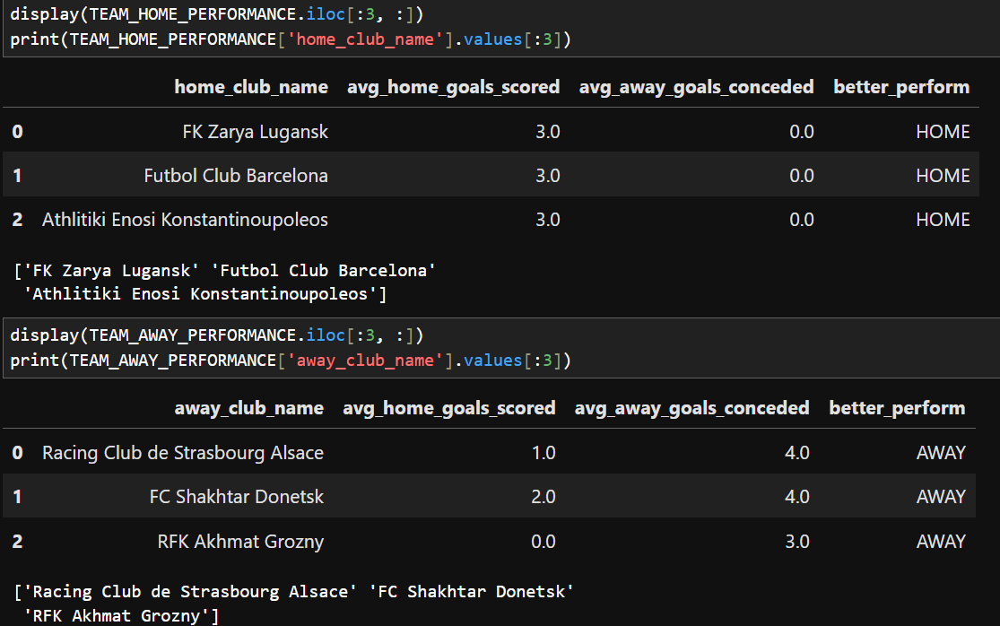 display(TEAM_HOME_PERFORMANCE.iloc[:3, :])
print(TEAM_HOME_PERFORMANCE['home_club_name'].values[:3])
home_club_name avg_home_goals_scored avg_away_goals_conceded better_perform
0 FK Zarya Lugansk 3.0 0.0 HOME
1 Futbol Club Barcelona 3.0 0.0 HOME
2 Athlitiki Enosi Konstantinoupoleos 3.0 0.0 HOME
['FK Zarya Lugansk' 'Futbol Club Barcelona'
'Athlitiki Enosi Konstantinoupoleos']
display(TEAM_AWAY_PERFORMANCE.iloc[:3, :])
print(TEAM_AWAY_PERFORMANCE['away_club_name'].values[:3])
away_club_name avg_home_goals_scored avg_away_goals_conceded better_perform
0 Racing Club de Strasbourg Alsace 1.0 4.0 AWAY
1 FC Shakhtar Donetsk 2.0 4.0 AWAY
2 RFK Akhmat Grozny 0.0 3.0 AWAY
['Racing Club de Strasbourg Alsace' 'FC Shakhtar Donetsk'
'RFK Akhmat Grozny']